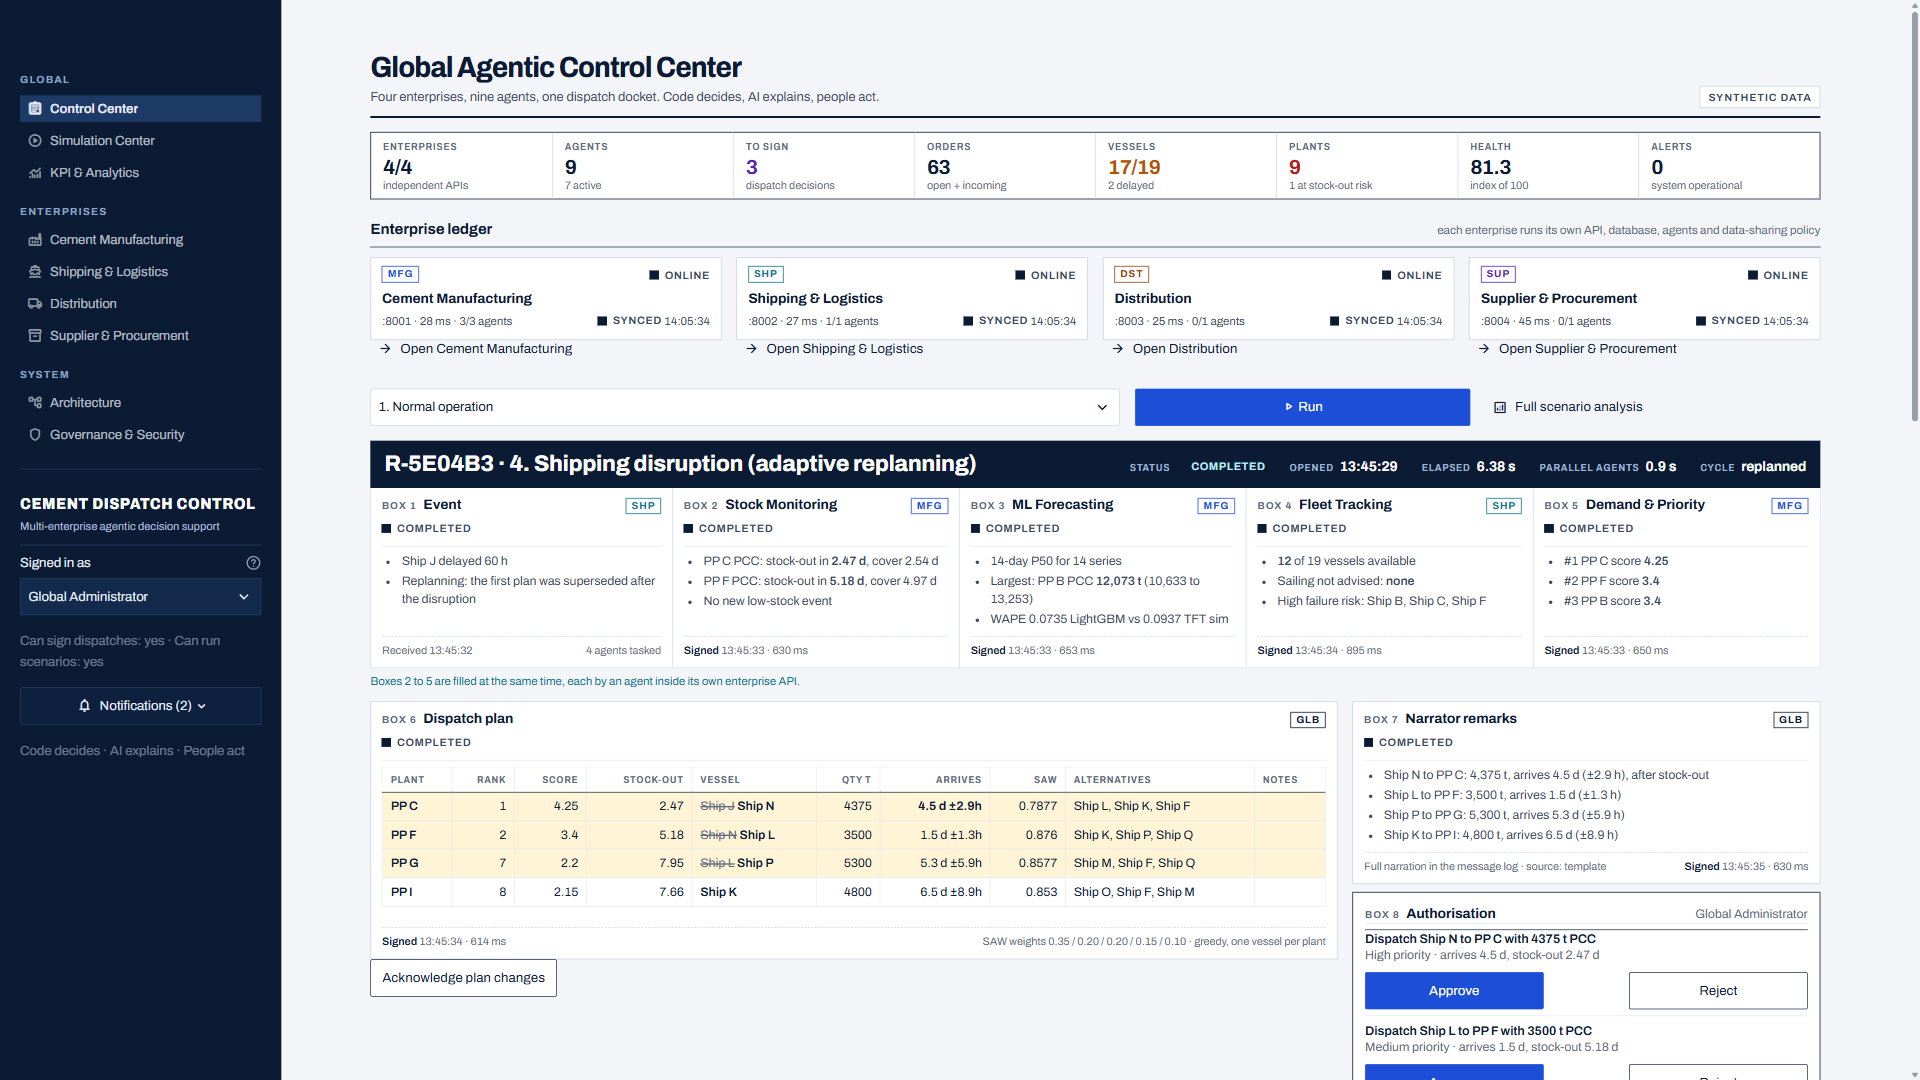 GLOBAL
Control Center
Simulation Center
KPI & Analytics
ENTERPRISES
Cement Manufacturing
Shipping & Logistics
Distribution
Supplier & Procurement
SYSTEM
Architecture
Governance & Security
CEMENT DISPATCH CONTROL
Multi-enterprise agentic decision support
Signed in as
Global Administrator
Can sign dispatches: yes · Can run
scenarios: yes
Notifications (2)
Code decides · AI explains · People act
Global Agentic Control Center
Four enterprises, nine agents, one dispatch docket. Code decides, AI explains, people act.
SYNTHETIC DATA
ENTERPRISES
4/4
independent APIs
AGENTS
9
7 active
TO SIGN
3
dispatch decisions
ORDERS
63
open + incoming
VESSELS
17/19
2 delayed
PLANTS
9
1 at stock-out risk
HEALTH
81.3
index of 100
ALERTS
0
system operational
Enterprise ledger
each enterprise runs its own API, database, agents and data-sharing policy
MFG ONLINE
Cement Manufacturing
:8001 · 28 ms · 3/3 agents SYNCED 14:05:34
Open Cement Manufacturing
SHP ONLINE
Shipping & Logistics
:8002 · 27 ms · 1/1 agents SYNCED 14:05:34
Open Shipping & Logistics
DST ONLINE
Distribution
:8003 · 25 ms · 0/1 agents SYNCED 14:05:34
Open Distribution
SUP ONLINE
Supplier & Procurement
:8004 · 45 ms · 0/1 agents SYNCED 14:05:34
Open Supplier & Procurement
1. Normal operation
Run
Full scenario analysis
R-5E04B3 · 4. Shipping disruption (adaptive replanning)
STATUS COMPLETED OPENED 13:45:29 ELAPSED 6.38 s PARALLEL AGENTS 0.9 s CYCLE replanned
BOX 1 Event SHP
COMPLETED
• Ship J delayed 60 h
• Replanning: the first plan was superseded after
the disruption
Received 13:45:32 4 agents tasked
BOX 2 Stock Monitoring MFG
COMPLETED
• PP C PCC: stock-out in 2.47 d, cover 2.54 d
• PP F PCC: stock-out in 5.18 d, cover 4.97 d
• No new low-stock event
Signed 13:45:33 · 630 ms
BOX 3 ML Forecasting MFG
COMPLETED
• 14-day P50 for 14 series
• Largest: PP B PCC 12,073 t (10,633 to
13,253)
• WAPE 0.0735 LightGBM vs 0.0937 TFT sim
Signed 13:45:33 · 653 ms
BOX 4 Fleet Tracking SHP
COMPLETED
• 12 of 19 vessels available
• Sailing not advised: none
• High failure risk: Ship B, Ship C, Ship F
Signed 13:45:34 · 895 ms
BOX 5 Demand & Priority MFG
COMPLETED
• #1 PP C score 4.25
• #2 PP F score 3.4
• #3 PP B score 3.4
Signed 13:45:33 · 650 ms
Boxes 2 to 5 are filled at the same time, each by an agent inside its own enterprise API.
BOX 6 Dispatch plan GLB
COMPLETED
PLANT RANK SCORE STOCK-OUT VESSEL QTY T ARRIVES SAW ALTERNATIVES NOTES
PP C 1 4.25 2.47 Ship J Ship N 4375 4.5 d ±2.9h 0.7877 Ship L, Ship K, Ship F
PP F 2 3.4 5.18 Ship N Ship L 3500 1.5 d ±1.3h 0.876 Ship K, Ship P, Ship Q
PP G 7 2.2 7.95 Ship L Ship P 5300 5.3 d ±5.9h 0.8577 Ship M, Ship F, Ship Q
PP I 8 2.15 7.66 Ship K 4800 6.5 d ±8.9h 0.853 Ship O, Ship F, Ship M
Signed 13:45:34 · 614 ms SAW weights 0.35 / 0.20 / 0.20 / 0.15 / 0.10 · greedy, one vessel per plant
Acknowledge plan changes
BOX 7 Narrator remarks GLB
COMPLETED
• Ship N to PP C: 4,375 t, arrives 4.5 d (±2.9 h), after stock-out
• Ship L to PP F: 3,500 t, arrives 1.5 d (±1.3 h)
• Ship P to PP G: 5,300 t, arrives 5.3 d (±5.9 h)
• Ship K to PP I: 4,800 t, arrives 6.5 d (±8.9 h)
Full narration in the message log · source: template Signed 13:45:35 · 630 ms
BOX 8 Authorisation Global Administrator
Dispatch Ship N to PP C with 4375 t PCC
High priority · arrives 4.5 d, stock-out 2.47 d
Approve Reject
Dispatch Ship L to PP F with 3500 t PCC
Medium priority · arrives 1.5 d, stock-out 5.18 d